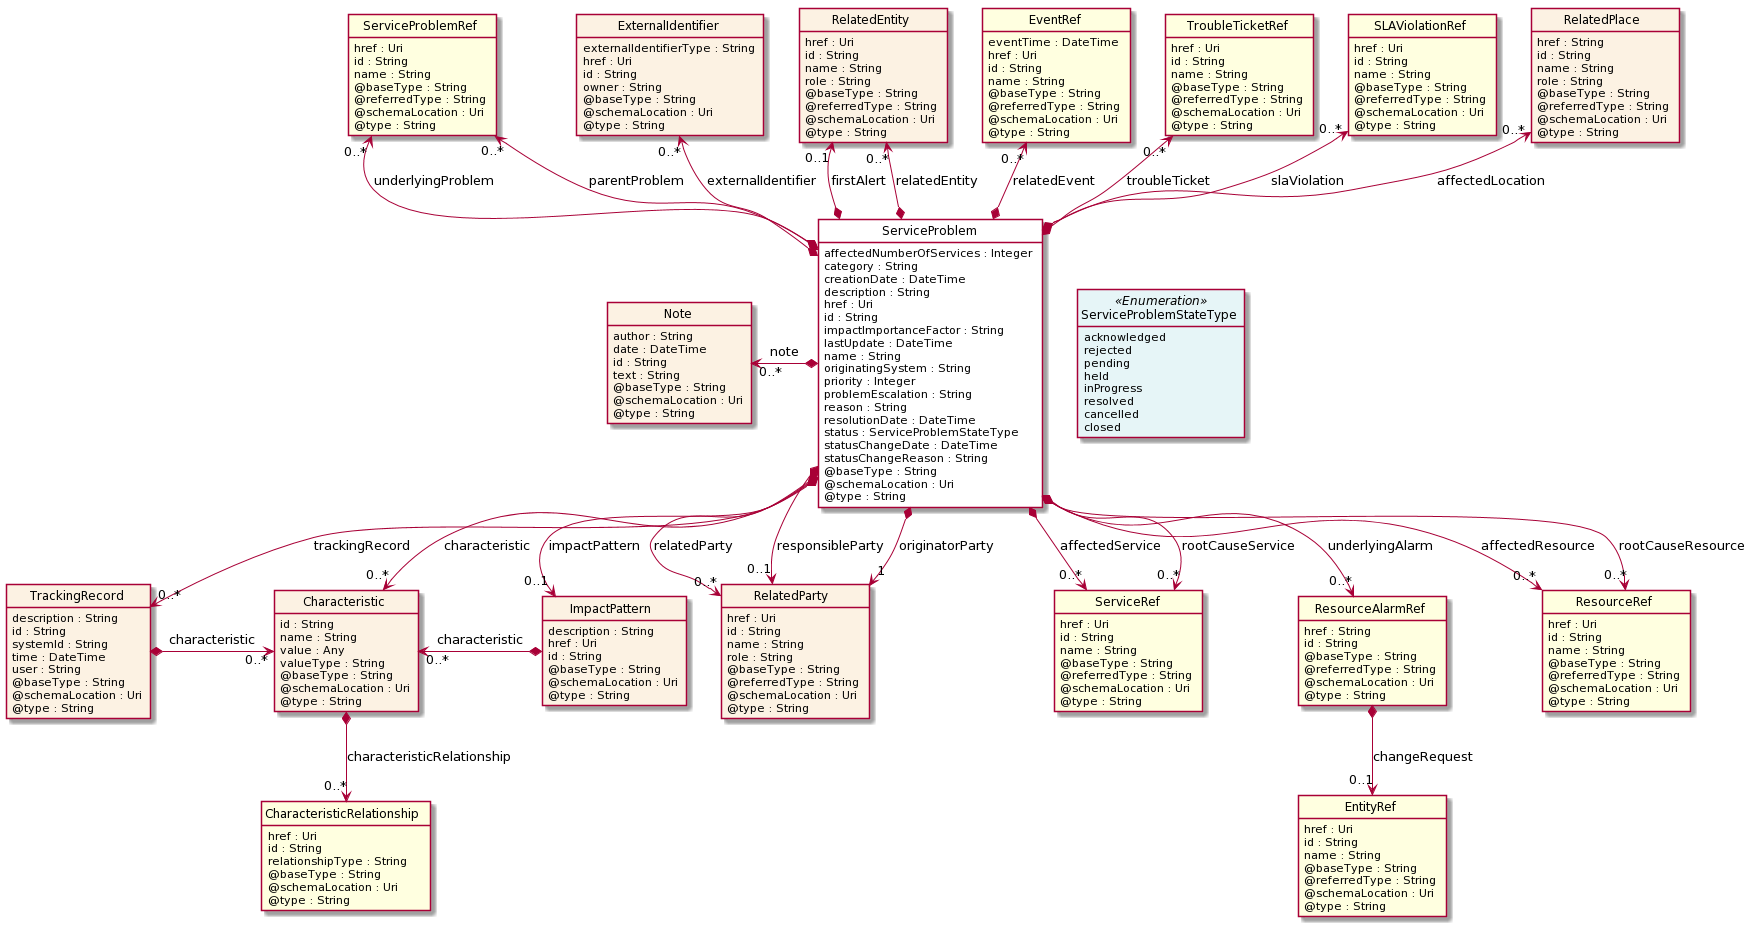 ServiceProblemRef
href : Uri
id : String
name : String
@baseType : String
@referredType : String
@schemaLocation : Uri
@type : String
ExternalIdentifier
externalIdentifierType : String
href : Uri
id : String
owner : String
@baseType : String
@schemaLocation : Uri
@type : String
RelatedEntity
href : Uri
id : String
name : String
role : String
@baseType : String
@referredType : String
@schemaLocation : Uri
@type : String
EventRef
eventTime : DateTime
href : Uri
id : String
name : String
@baseType : String
@referredType : String
@schemaLocation : Uri
@type : String
TroubleTicketRef
href : Uri
id : String
name : String
@baseType : String
@referredType : String
@schemaLocation : Uri
@type : String
SLAViolationRef
href : Uri
id : String
name : String
@baseType : String
@referredType : String
@schemaLocation : Uri
@type : String
RelatedPlace
href : String
id : String
name : String
role : String
@baseType : String
@referredType : String
@schemaLocation : Uri
@type : String
0..*
0..*
0..*
0..1
0..*
0..*
0..*
0..*
0..*
underlyingProblem
parentProblem
externalIdentifier
firstAlert
relatedEntity
relatedEvent
troubleTicket
slaViolation
affectedLocation
ServiceProblem
affectedNumberOfServices : Integer
category : String
creationDate : DateTime
description : String
href : Uri
id : String
impactImportanceFactor : String
lastUpdate : DateTime
name : String
originatingSystem : String
priority : Integer
problemEscalation : String
reason : String
resolutionDate : DateTime
status : ServiceProblemStateType
statusChangeDate : DateTime
statusChangeReason : String
@baseType : String
@schemaLocation : Uri
@type : String
Note
author : String
date : DateTime
id : String
text : String
@baseType : String
@schemaLocation : Uri
@type : String
note
0..*
«Enumeration»
ServiceProblemStateType
acknowledged
rejected
pending
held
inProgress
resolved
cancelled
closed
trackingRecord
characteristic
impactPattern
relatedParty
responsibleParty
originatorParty
affectedService
rootCauseService
underlyingAlarm
affectedResource
rootCauseResource
0..*
0..*
0..1
0..*
0..1
1
0..*
0..*
0..*
0..*
0..*
TrackingRecord
description : String
id : String
systemId : String
time : DateTime
user : String
@baseType : String
@schemaLocation : Uri
@type : String
characteristic
0..*
Characteristic
id : String
name : String
value : Any
valueType : String
@baseType : String
@schemaLocation : Uri
@type : String
characteristic
0..*
ImpactPattern
description : String
href : Uri
id : String
@baseType : String
@schemaLocation : Uri
@type : String
RelatedParty
href : Uri
id : String
name : String
role : String
@baseType : String
@referredType : String
@schemaLocation : Uri
@type : String
ServiceRef
href : Uri
id : String
name : String
@baseType : String
@referredType : String
@schemaLocation : Uri
@type : String
ResourceAlarmRef
href : String
id : String
@baseType : String
@referredType : String
@schemaLocation : Uri
@type : String
ResourceRef
href : Uri
id : String
name : String
@baseType : String
@referredType : String
@schemaLocation : Uri
@type : String
characteristicRelationship
0..*
changeRequest
0..1
CharacteristicRelationship
href : Uri
id : String
relationshipType : String
@baseType : String
@schemaLocation : Uri
@type : String
EntityRef
href : Uri
id : String
name : String
@baseType : String
@referredType : String
@schemaLocation : Uri
@type : String